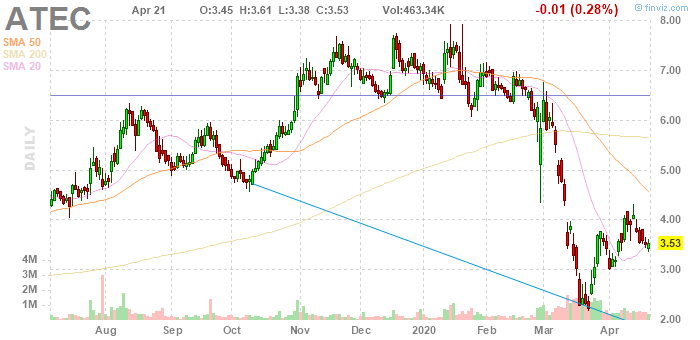 ATEC
Apr 21
O:3.45 H:3.61 L:3.38 C:3.53
Vol:463.34K
-0.01 (0.28%)
© finviz.com
SMA 50
SMA 200
SMA 20
DAILY
8.00
7.00
6.00
5.00
4.00
3.53
3.00
2.00
4M
3M
2M
1M
Aug Sep Oct Nov Dec 2020 Feb Mar Apr